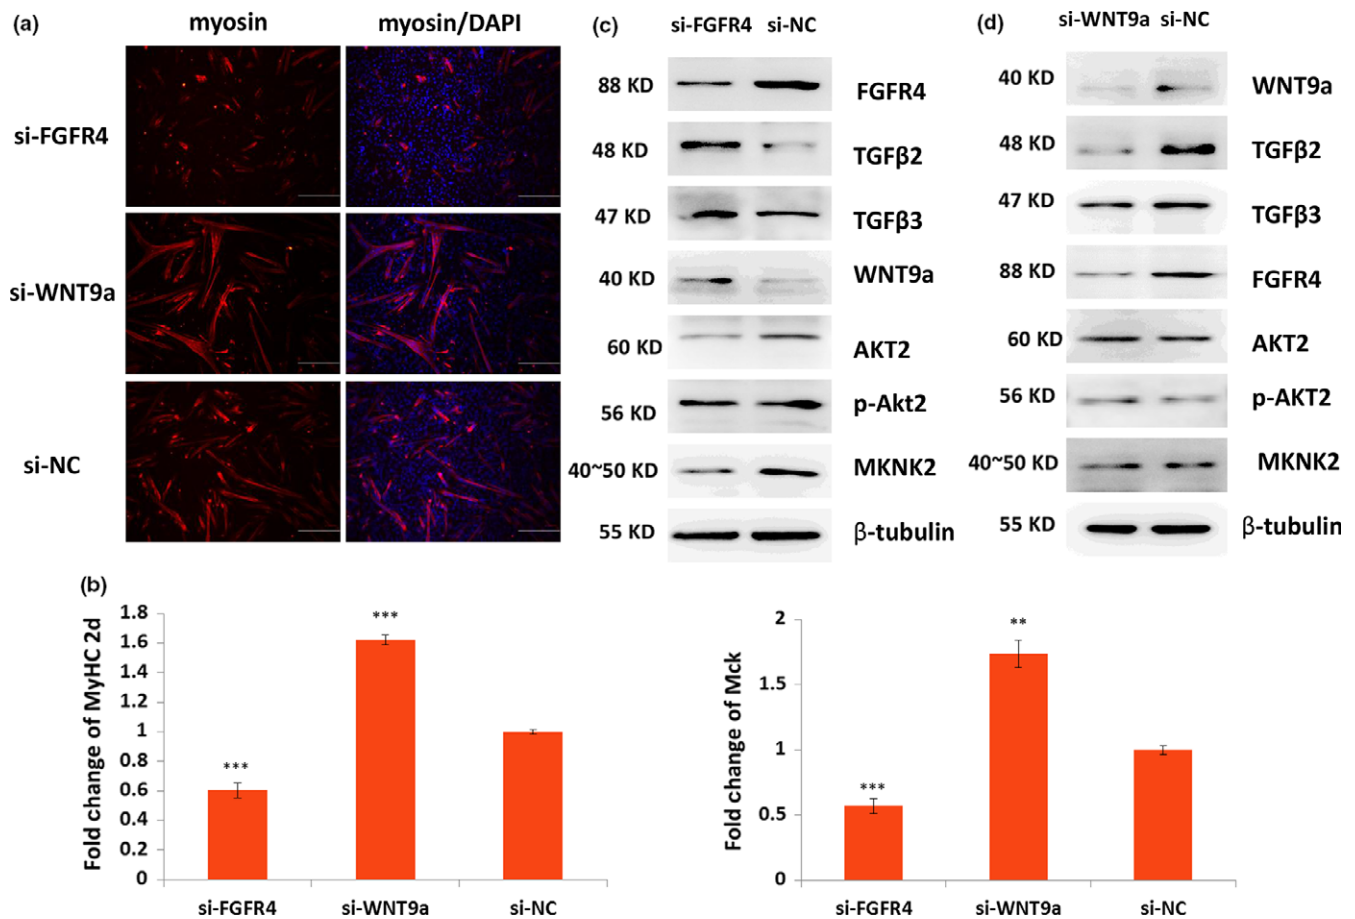 (a)
myosin
myosin/DAPI
si-FGFR4
si-WNT9a
si-NC
(c)
si-FGFR4 si-NC
88 KD FGFR4
48 KD TGFβ2
47 KD TGFβ3
40 KD WNT9a
60 KD AKT2
56 KD p-Akt2
40~50 KD MKNK2
55 KD β-tubulin
(d)
si-WNT9a si-NC
40 KD WNT9a
48 KD TGFβ2
47 KD TGFβ3
88 KD FGFR4
60 KD AKT2
56 KD p-AKT2
40~50 KD MKNK2
55 KD β-tubulin
(b)
Fold change of MyHC 2d
1.8
1.6
1.4
1.2
1
0.8
0.6
0.4
0.2
0
***
***
si-FGFR4 si-WNT9a si-NC
Fold change of Mck
2
1.5
1
0.5
0
***
**
si-FGFR4 si-WNT9a si-NC